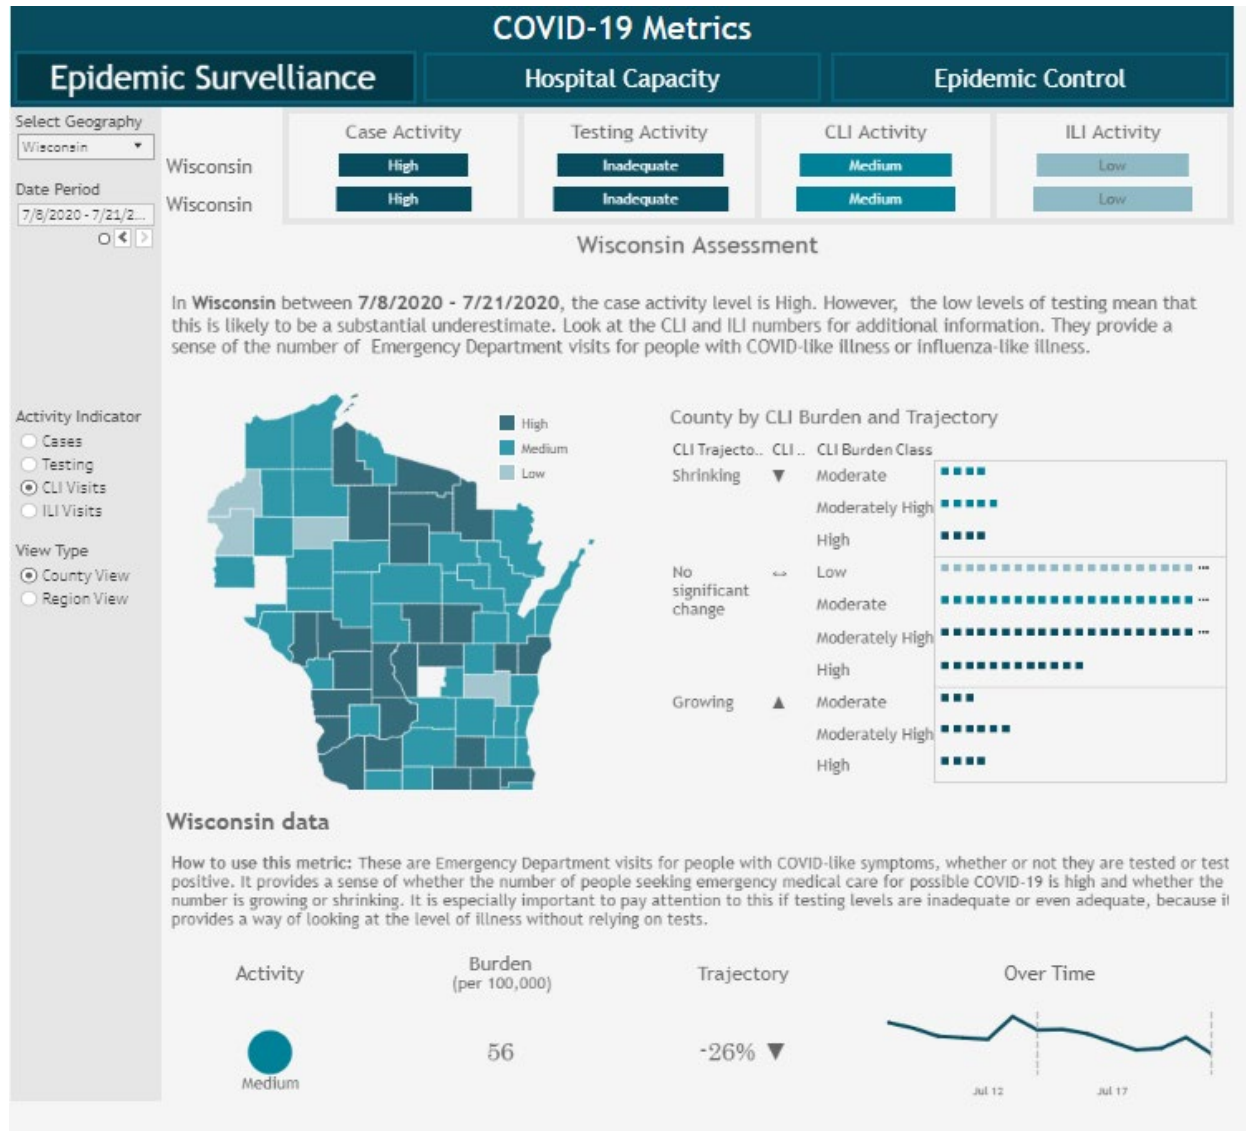 COVID-19 Metrics
Epidemic Survelliance
Hospital Capacity
Epidemic Control
Select Geography
Wisconsin
Date Period
7/8/2020 - 7/21/2...
Case Activity
Testing Activity
CLI Activity
ILI Activity
Wisconsin
High
Inadequate
Medium
Low
Wisconsin
High
Inadequate
Medium
Low
Wisconsin Assessment
In Wisconsin between 7/8/2020 - 7/21/2020, the case activity level is High. However, the low levels of testing mean that
this is likely to be a substantial underestimate. Look at the CLI and ILI numbers for additional information. They provide a
sense of the number of Emergency Department visits for people with COVID-like illness or influenza-like illness.
Activity Indicator
Cases
Testing
CLI Visits
ILI Visits
View Type
County View
Region View
High
Medium
Low
County by CLI Burden and Trajectory
CLI Trajecto.. CLI .. CLI Burden Class
Shrinking
Moderate
Moderately High
High
No
significant
change
Low
Moderate
Moderately High
High
Growing
Moderate
Moderately High
High
Wisconsin data
How to use this metric: These are Emergency Department visits for people with COVID-like symptoms, whether or not they are tested or test
positive. It provides a sense of whether the number of people seeking emergency medical care for possible COVID-19 is high and whether the
number is growing or shrinking. It is especially important to pay attention to this if testing levels are inadequate or even adequate, because it
provides a way of looking at the level of illness without relying on tests.
Activity
Burden
(per 100,000)
Trajectory
Over Time
Medium
56
-26% ▼
Jul 12
Jul 17